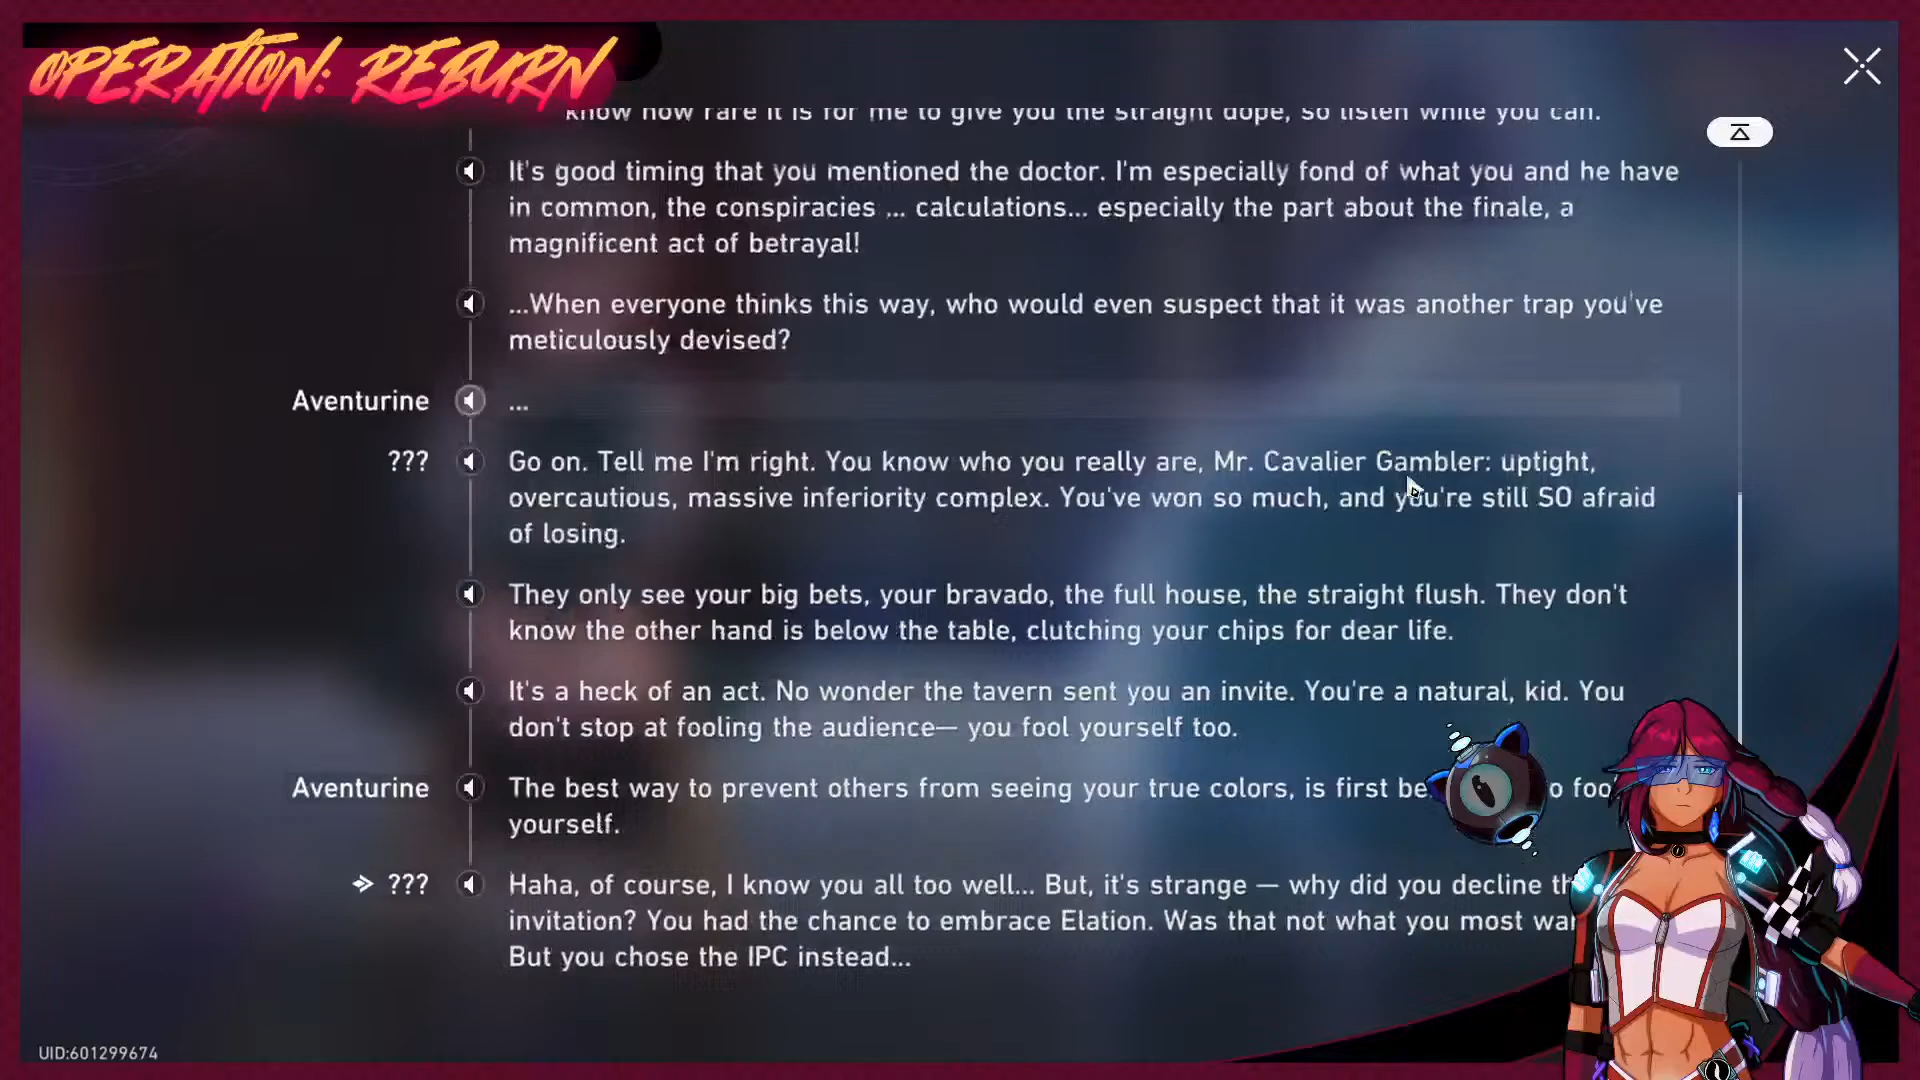 OPERATION: REBURN
know how rare it is for me to give you the straight dope, so listen while you can.
It's good timing that you mentioned the doctor. I'm especially fond of what you and he have
in common, the conspiracies ... calculations... especially the part about the finale, a
magnificent act of betrayal!
...When everyone thinks this way, who would even suspect that it was another trap you've
meticulously devised?
Aventurine ...
??? Go on. Tell me I'm right. You know who you really are, Mr. Cavalier Gambler: uptight,
overcautious, massive inferiority complex. You've won so much, and you're still SO afraid
of losing.
They only see your big bets, your bravado, the full house, the straight flush. They don't
know the other hand is below the table, clutching your chips for dear life.
It's a heck of an act. No wonder the tavern sent you an invite. You're a natural, kid. You
don't stop at fooling the audience— you fool yourself too.
Aventurine The best way to prevent others from seeing your true colors, is first
yourself.
??? Haha, of course, I know you all too well... But, it's strange — why did you decline
invitation? You had the chance to embrace Elation. Was that not what you most
But you chose the IPC instead...
UID:601299674